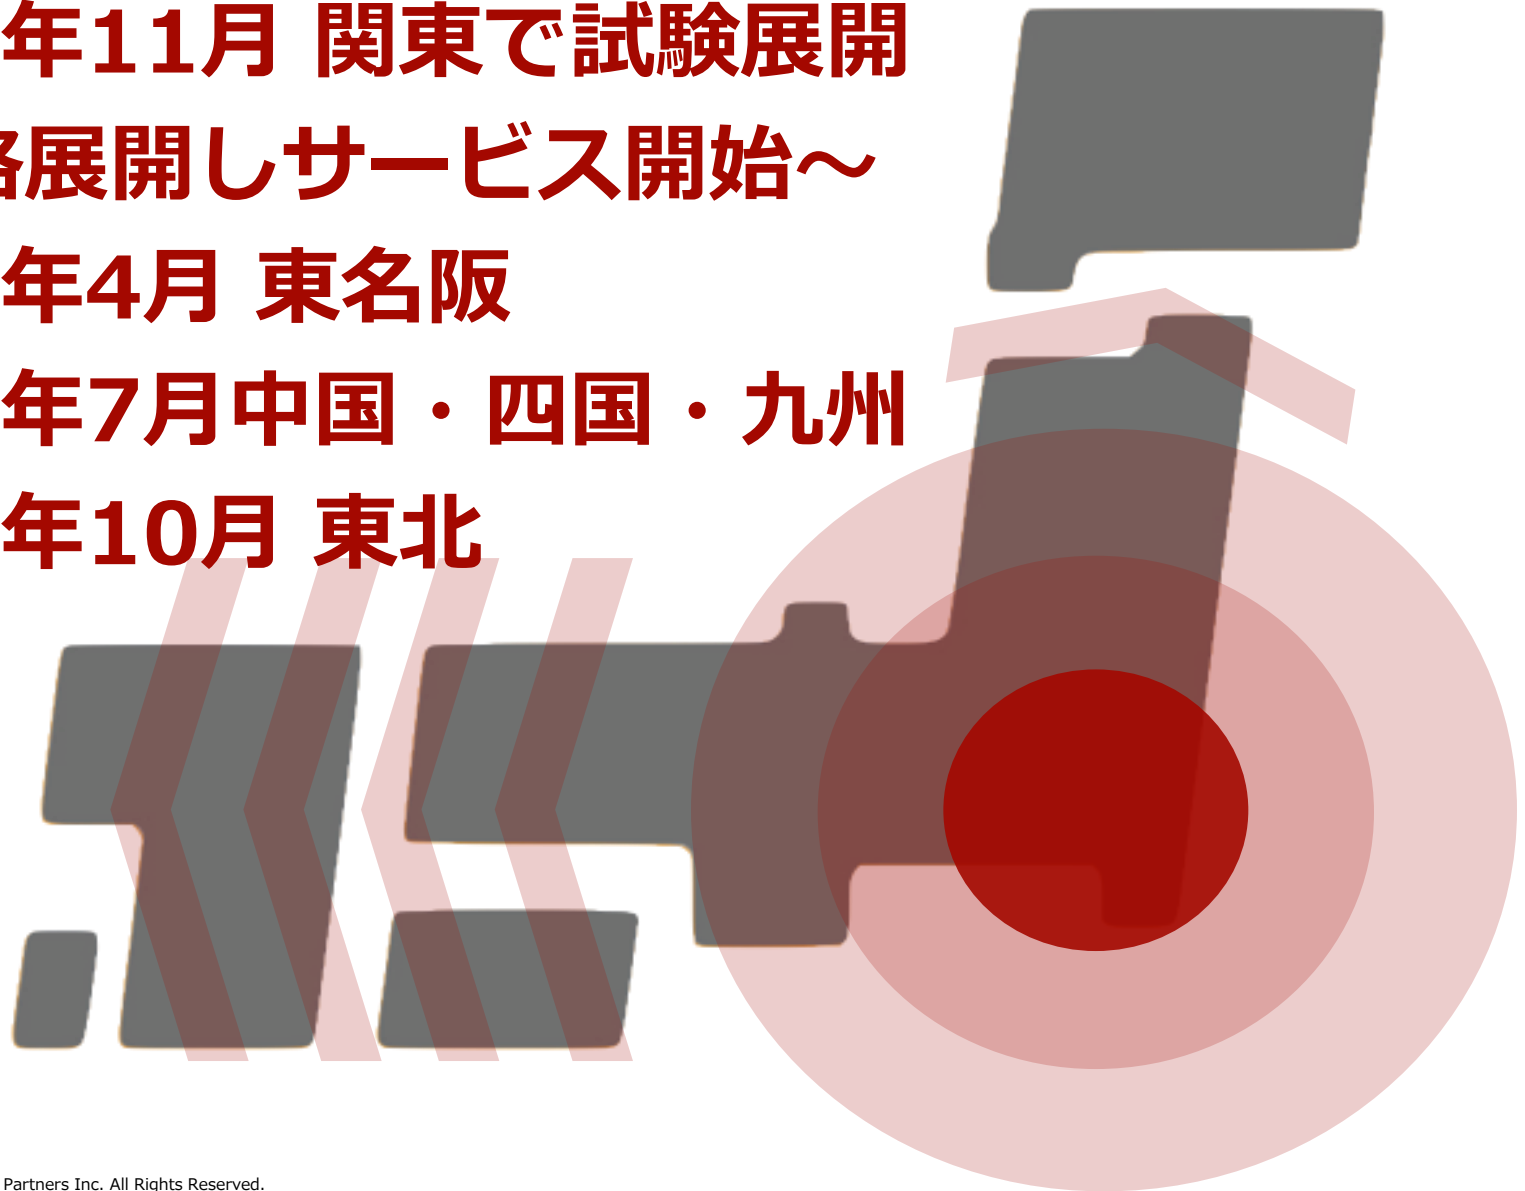 年11月 関東で試験展開
展開しサービス開始～
年4月 東名阪
年7月中国・四国・九州
年10月 東北
Partners Inc. All Rights Reserved.